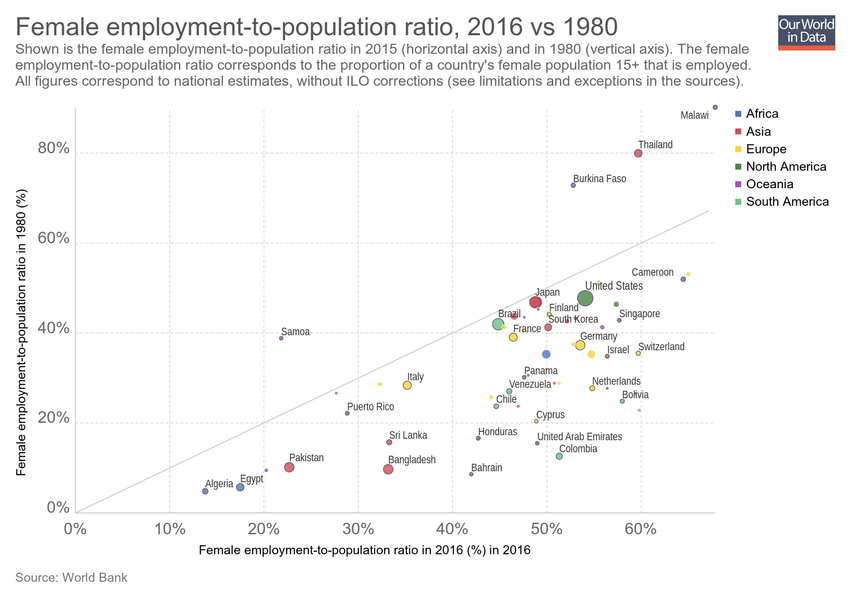 Female employment-to-population ratio, 2016 vs 1980
Our World
in Data
Shown is the female employment-to-population ratio in 2015 (horizontal axis) and in 1980 (vertical axis). The female
employment-to-population ratio corresponds to the proportion of a country's female population 15+ that is employed.
All figures correspond to national estimates, without ILO corrections (see limitations and exceptions in the sources).
Female employment-to-population ratio in 1980 (%)
80%
60%
40%
20%
0%
Malawi
Thailand
Burkina Faso
Cameroon
United States
Japan
Finland
Brazil
South Korea
Singapore
France
Germany
Samoa
Israel
Switzerland
Panama
Italy
Venezuela
Netherlands
Chile
Bolivia
Puerto Rico
Cyprus
Honduras
Sri Lanka
United Arab Emirates
Colombia
Pakistan
Bangladesh
Bahrain
Algeria
Egypt
Africa
Asia
Europe
North America
Oceania
South America
0%
10%
20%
30%
40%
50%
60%
Female employment-to-population ratio in 2016 (%) in 2016
Source: World Bank